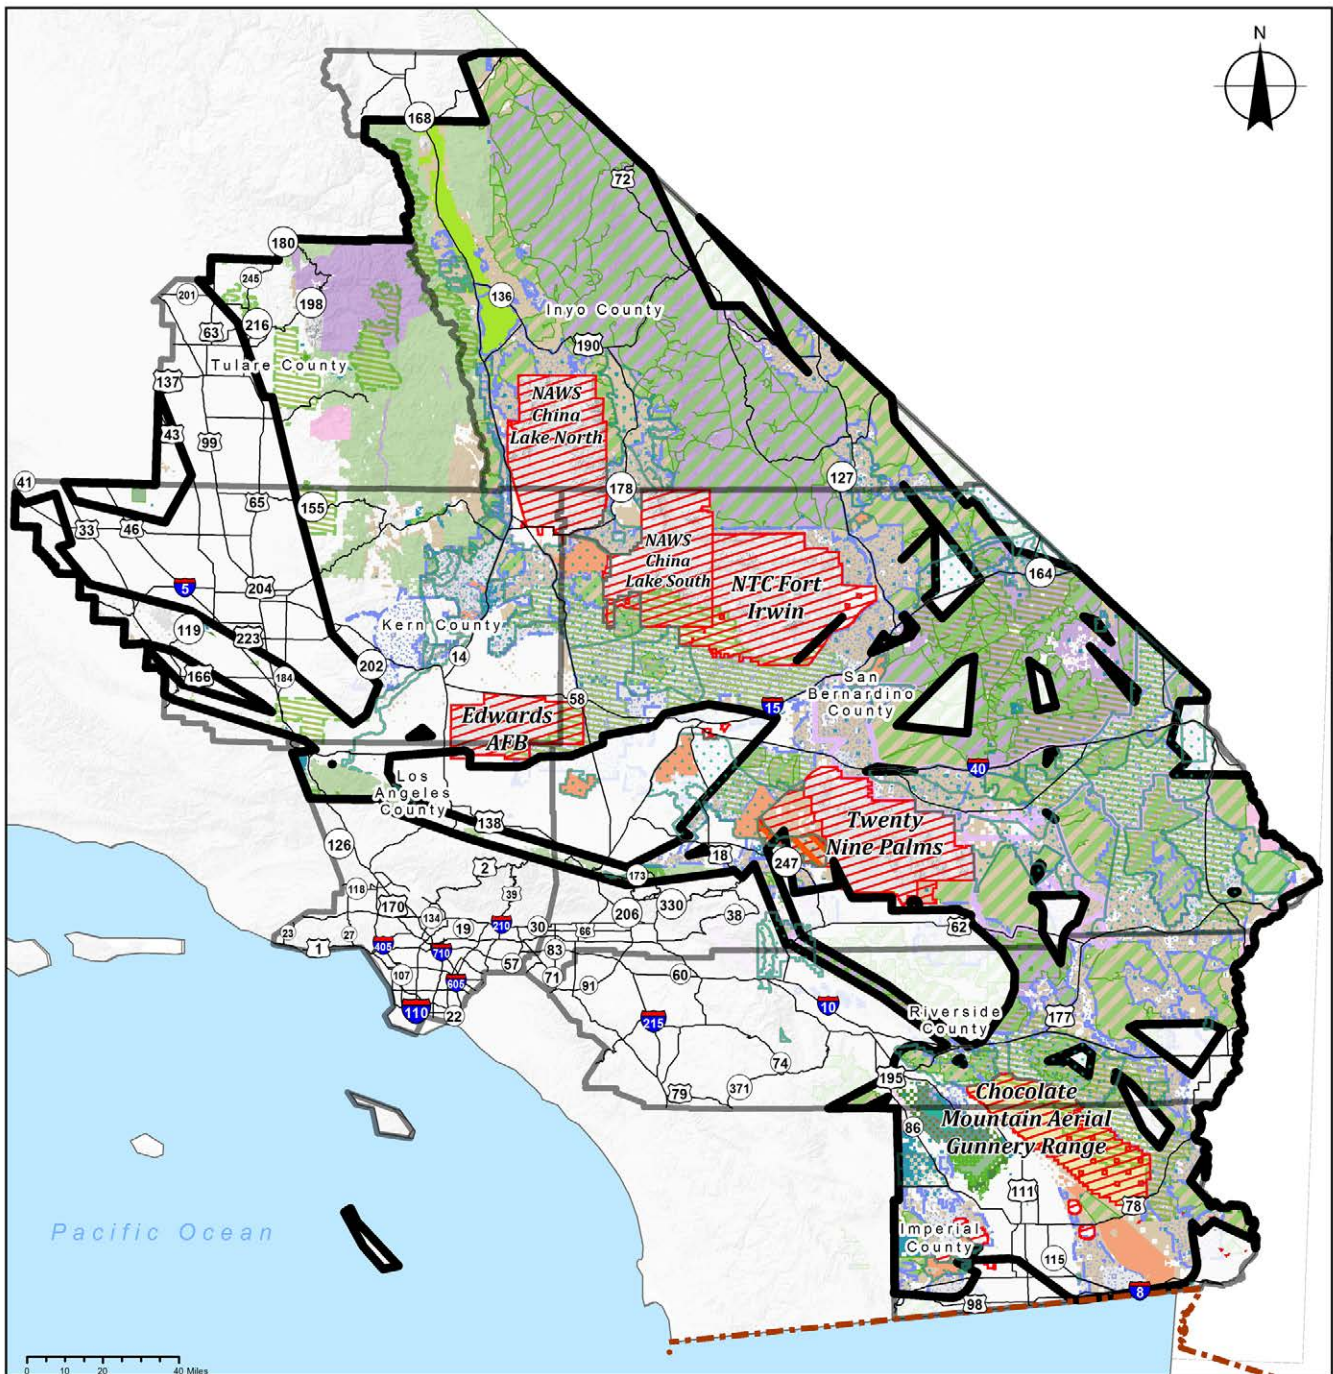 N
168
72
180
245
201
198
136
Inyo County
63
216
190
Tulare County
137
NAWS
China
Lake North
43
99
127
41
178
65
155
33
46
NAWS
China
Lake South
NTC Fort
Irwin
164
5
204
119
223
Kern County
14
202
166
184
San
Bernardino
County
58
15
Edwards
AFB
40
Los
Angeles
County
138
Twenty
Nine Palms
126
2
18
247
173
118
39
170
134
206
330
38
23
27
19
210
30
66
62
1
405
710
83
107
605
57
71
91
60
10
177
110
22
215
Riverside
County
74
195
79
371
Chocolate
Mountain Aerial
Gunnery Range
86
111
78
Pacific Ocean
Imperial
County
115
8
98
0 10 20 40 Miles